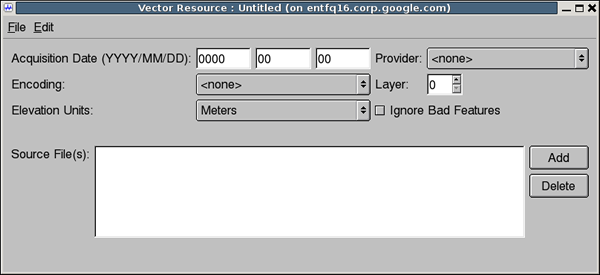 Vector Resource : Untitled (on entfq16.corp.google.com)
File Edit
Acquisition Date (YYYY/MM/DD): 0000 00 00 Provider: <none>
Encoding: <none> Layer: 0
Elevation Units: Meters Ignore Bad Features
Source File(s): Add
Delete